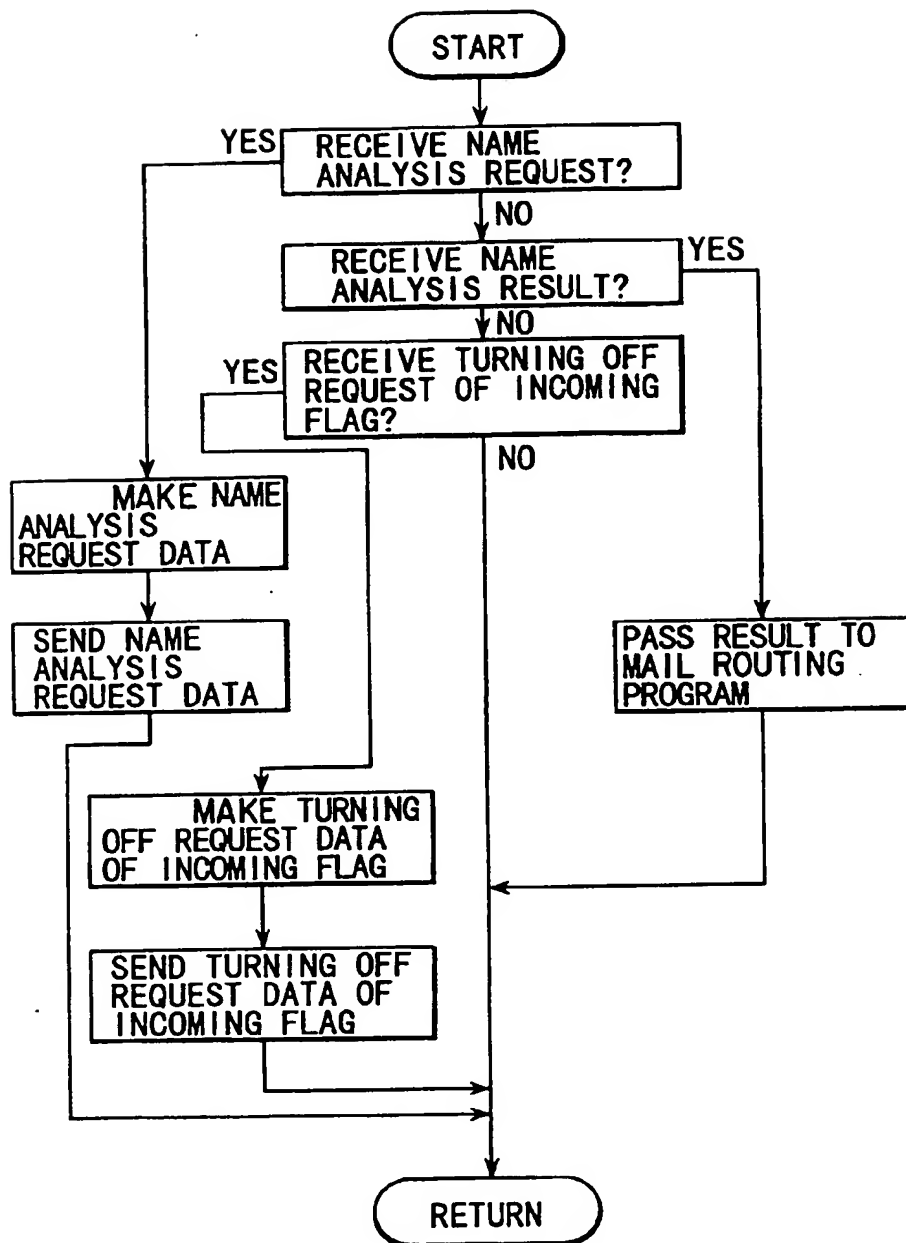 START
YES
RECEIVE NAME
ANALYSIS REQUEST?
NO
RECEIVE NAME
ANALYSIS RESULT?
YES
NO
YES
RECEIVE TURNING OFF
REQUEST OF INCOMING
FLAG?
NO
MAKE NAME
ANALYSIS
REQUEST DATA
SEND NAME
ANALYSIS
REQUEST DATA
PASS RESULT TO
MAIL ROUTING
PROGRAM
MAKE TURNING
OFF REQUEST DATA
OF INCOMING FLAG
SEND TURNING OFF
REQUEST DATA OF
INCOMING FLAG
RETURN